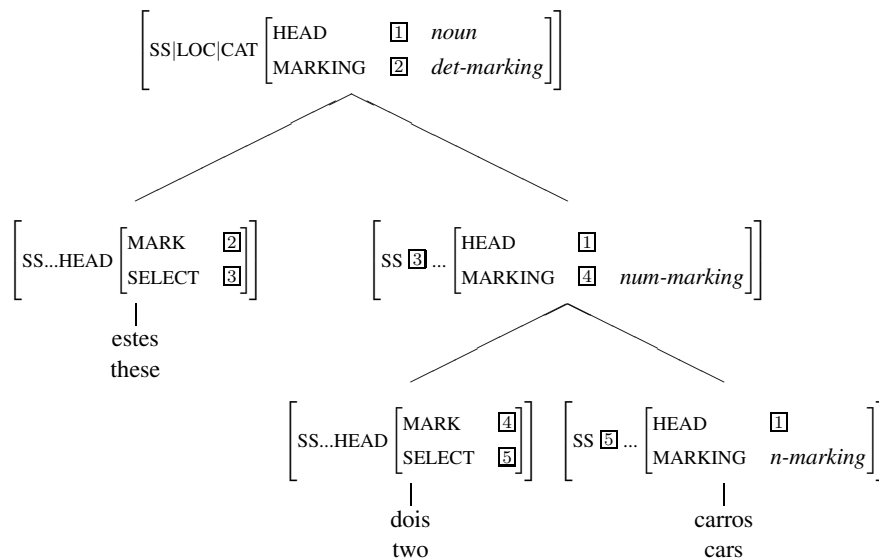 SS|LOC|CAT HEAD 1 noun
MARKING 2 det-marking
SS...HEAD MARK 2
SELECT 3
SS 3 ... HEAD 1
MARKING 4 num-marking
estes
these
SS...HEAD MARK 4
SELECT 5
SS 5 ... HEAD 1
MARKING n-marking
dois
two
carros
cars